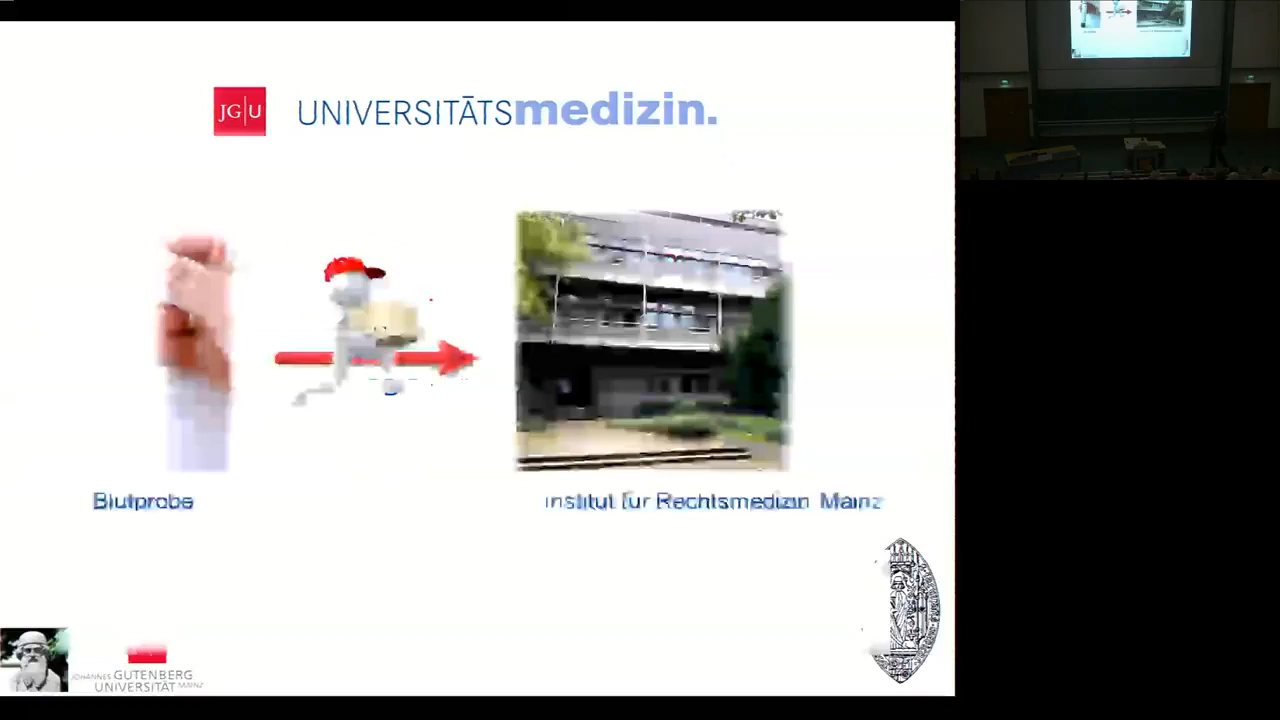 JG|U UNIVERSITÄTSmedizin.
Blutprobe
Institut für Rechtsmedizin Mainz
JOHANNES GUTENBERG
UNIVERSITÄT MAINZ